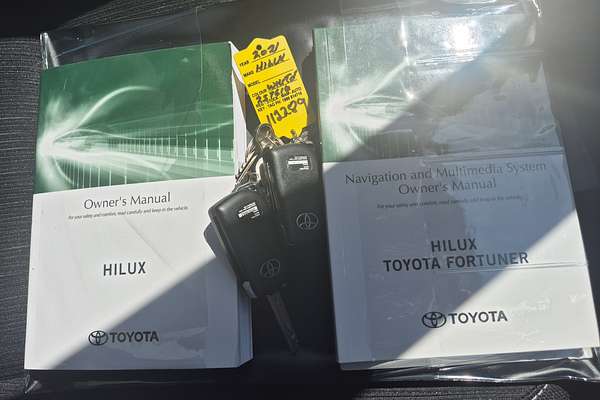 YEAR 2021
MAKE HILUX
MODEL
COLOUR WHITE
112289
Owner's Manual
For your safety and comfort, read carefully and keep in the vehicle.
HILUX
TOYOTA
Navigation and Multimedia System
Owner's Manual
For your safety and comfort, read carefully and keep in the vehicle.
HILUX
TOYOTA FORTUNER
TOYOTA